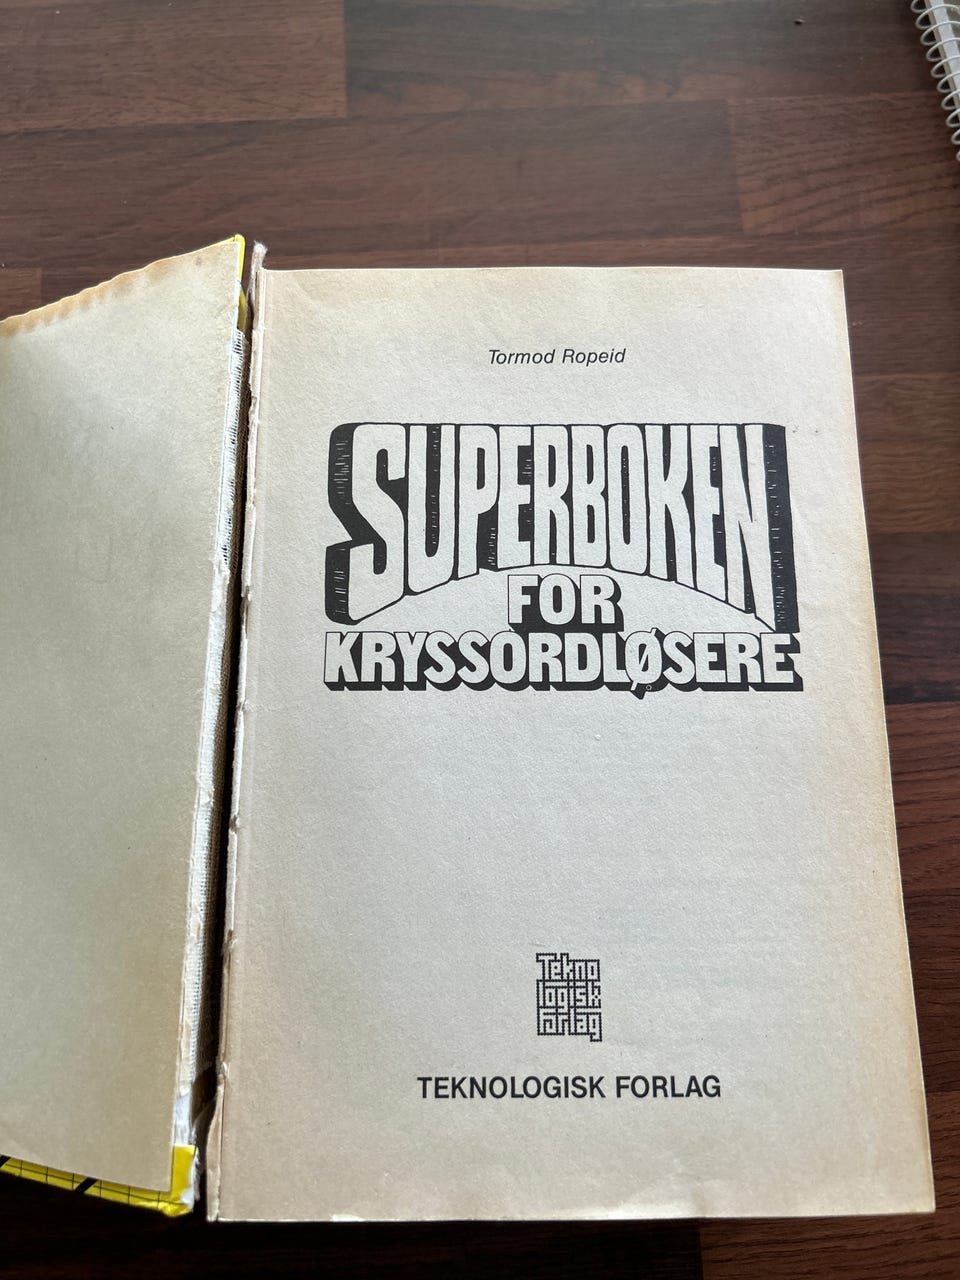 Tormod Ropeid
SUPERBOKEN
FOR
KRYSSORDLØSERE
Tekno
logisk
forlag
TEKNOLOGISK FORLAG